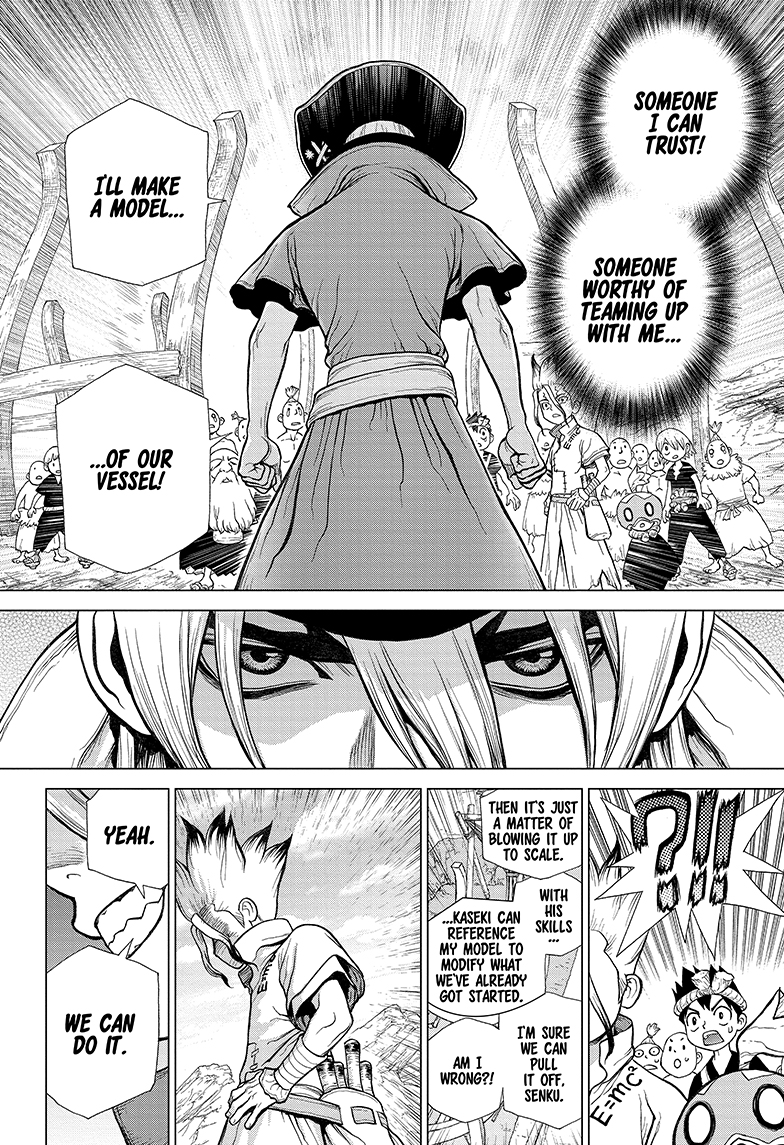 SOMEONE
I CAN
TRUST!
SOMEONE
WORTHY OF
TEAMING UP
WITH ME...
I'LL MAKE
A MODEL...
...OF OUR
VESSEL!
?!!
E=mc²
THEN IT'S JUST
A MATTER OF
BLOWING IT UP
TO SCALE.
WITH
HIS
SKILLS
...
...KASEKI CAN
REFERENCE
MY MODEL TO
MODIFY WHAT
WE'VE ALREADY
GOT STARTED.
I'M SURE
WE CAN
PULL
IT OFF,
SENKU.
AM I
WRONG?!
YEAH.
WE CAN
DO IT.